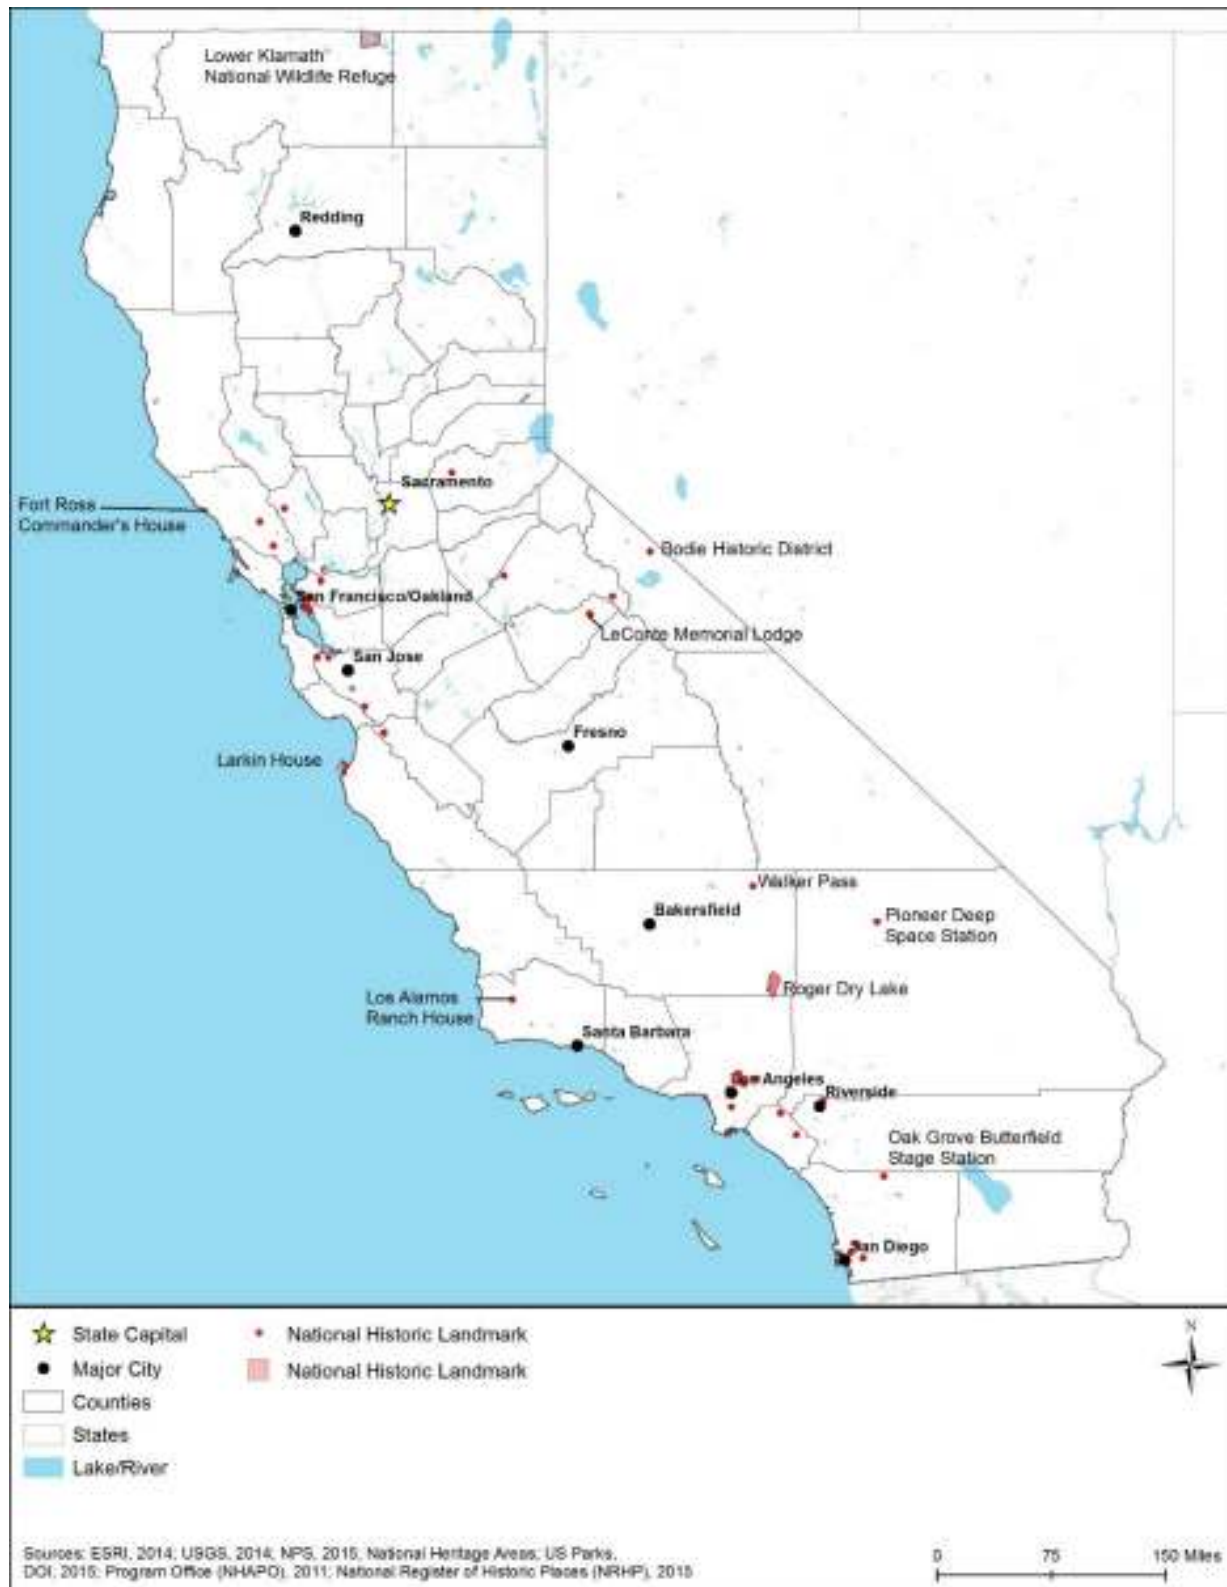 Lower Klamath
National Wildlife Refuge
Redding
Sacramento
Fort Ross
Commander's House
Bodie Historic District
San Francisco/Oakland
LeConte Memorial Lodge
San Jose
Fresno
Larkin House
Walker Pass
Bakersfield
Pioneer Deep
Space Station
Roger Dry Lake
Los Alamos
Ranch House
Santa Barbara
Los Angeles
Riverside
Oak Grove Butterfield
Stage Station
San Diego
State Capital
National Historic Landmark
Major City
National Historic Landmark
Counties
States
Lake/River
N
Sources: ESRI, 2014; USGS, 2014; NPS, 2015, National Heritage Areas; US Parks,
DOI, 2015; Program Office (NHAPO), 2011; National Register of Historic Places (NRHP), 2015
0 75 150 Miles